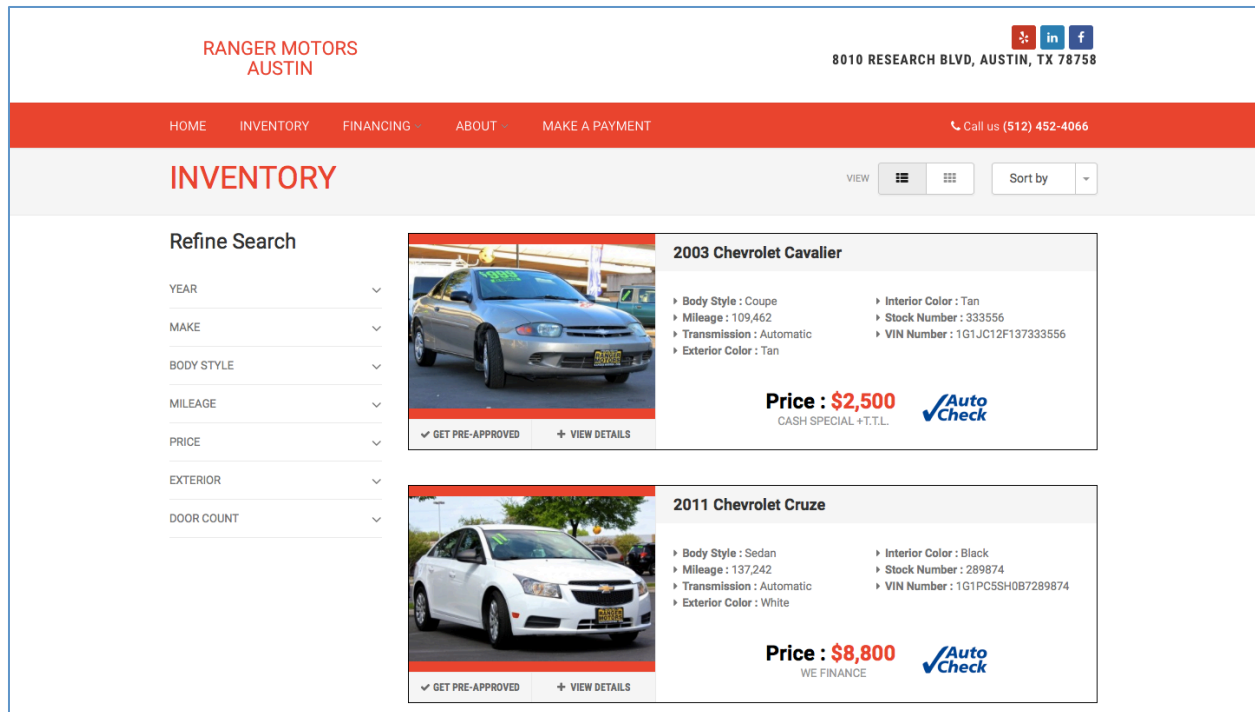 RANGER MOTORS
AUSTIN
8010 RESEARCH BLVD, AUSTIN, TX 78758
HOME INVENTORY FINANCING ABOUT MAKE A PAYMENT Call us (512) 452-4066
INVENTORY VIEW Sort by
Refine Search
YEAR
MAKE
BODY STYLE
MILEAGE
PRICE
EXTERIOR
DOOR COUNT
2003 Chevrolet Cavalier
Body Style : Coupe
Mileage : 109,462
Transmission : Automatic
Exterior Color : Tan
Interior Color : Tan
Stock Number : 333556
VIN Number : 1G1JC12F137333556
Price : $2,500
CASH SPECIAL +T.T.L.
Auto
Check
GET PRE-APPROVED VIEW DETAILS
2011 Chevrolet Cruze
11
Body Style : Sedan
Mileage : 137,242
Transmission : Automatic
Exterior Color : White
Interior Color : Black
Stock Number : 289874
VIN Number : 1G1PC5SH0B7289874
Price : $8,800
WE FINANCE
Auto
Check
GET PRE-APPROVED VIEW DETAILS